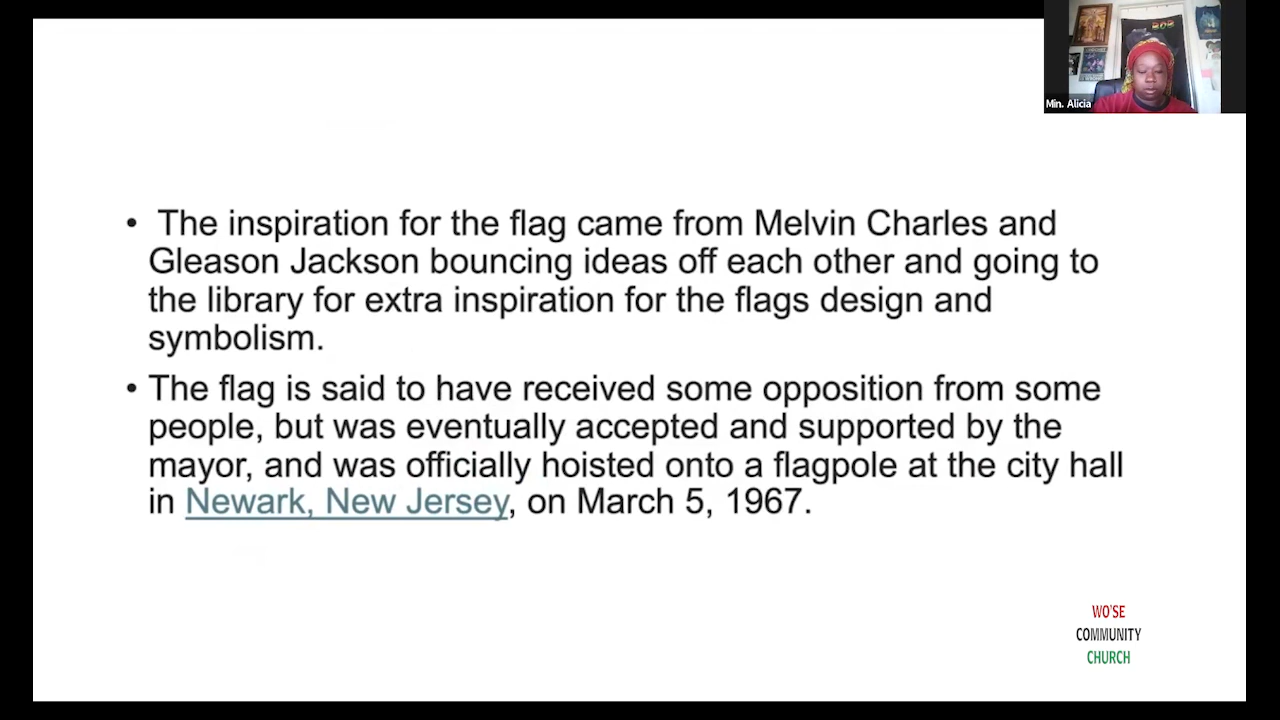 Min. Alicia
• The inspiration for the flag came from Melvin Charles and
Gleason Jackson bouncing ideas off each other and going to
the library for extra inspiration for the flags design and
symbolism.
• The flag is said to have received some opposition from some
people, but was eventually accepted and supported by the
mayor, and was officially hoisted onto a flagpole at the city hall
in Newark, New Jersey, on March 5, 1967.
WO'SE
COMMUNITY
CHURCH